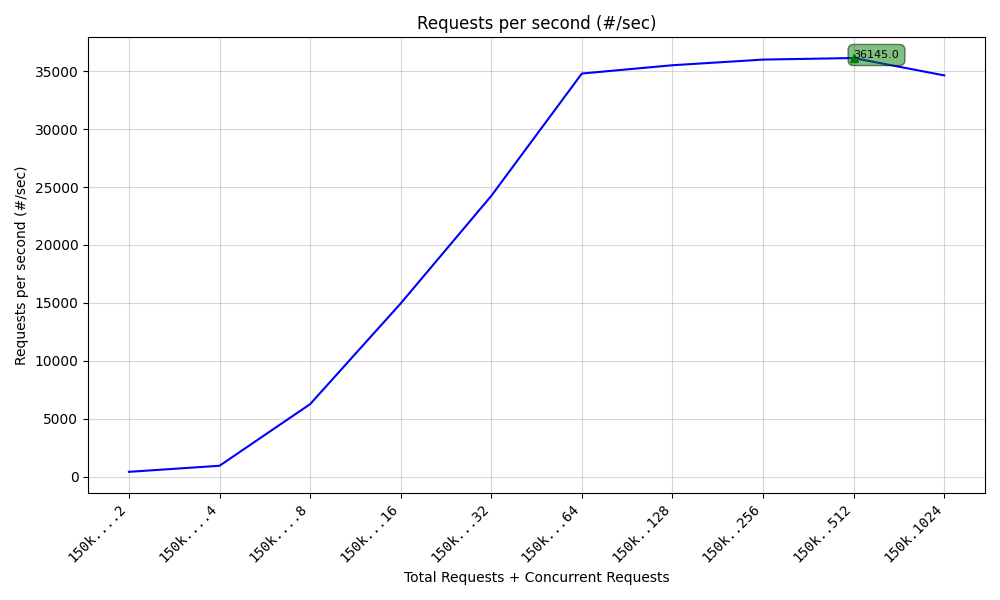 Requests per second (#/sec)
36145.0
Requests per second (#/sec)
35000
30000
25000
20000
15000
10000
5000
0
150k....2
150k....4
150k....8
150k...16
150k...32
150k...64
150k..128
150k..256
150k..512
150k.1024
Total Requests + Concurrent Requests